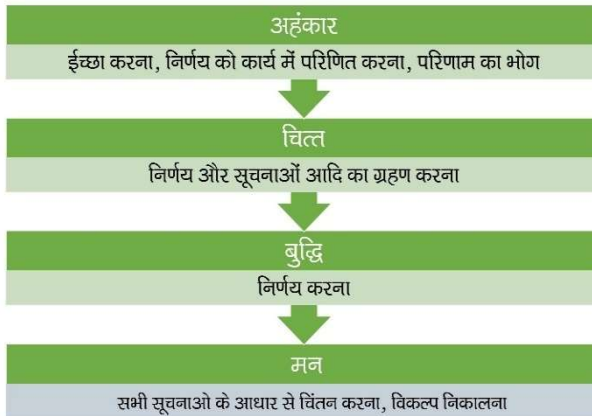 अहंकार
ईच्छा करना, निर्णय को कार्य में परिणित करना, परिणाम का भोग
चित्त
निर्णय और सूचनाओं आदि का ग्रहण करना
बुद्धि
निर्णय करना
मन
सभी सूचनाओ के आधार से चिंतन करना, विकल्प निकालना